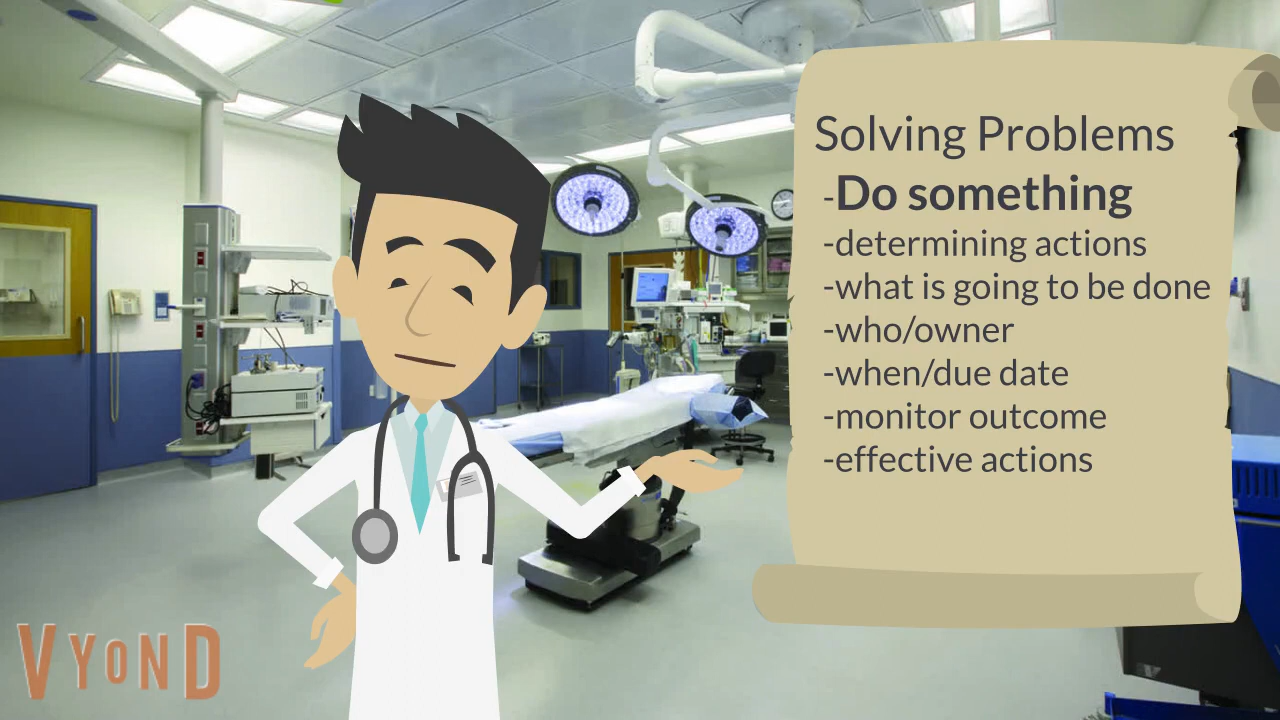 Solving Problems
-Do something
-determining actions
-what is going to be done
-who/owner
-when/due date
-monitor outcome
-effective actions
VYOND